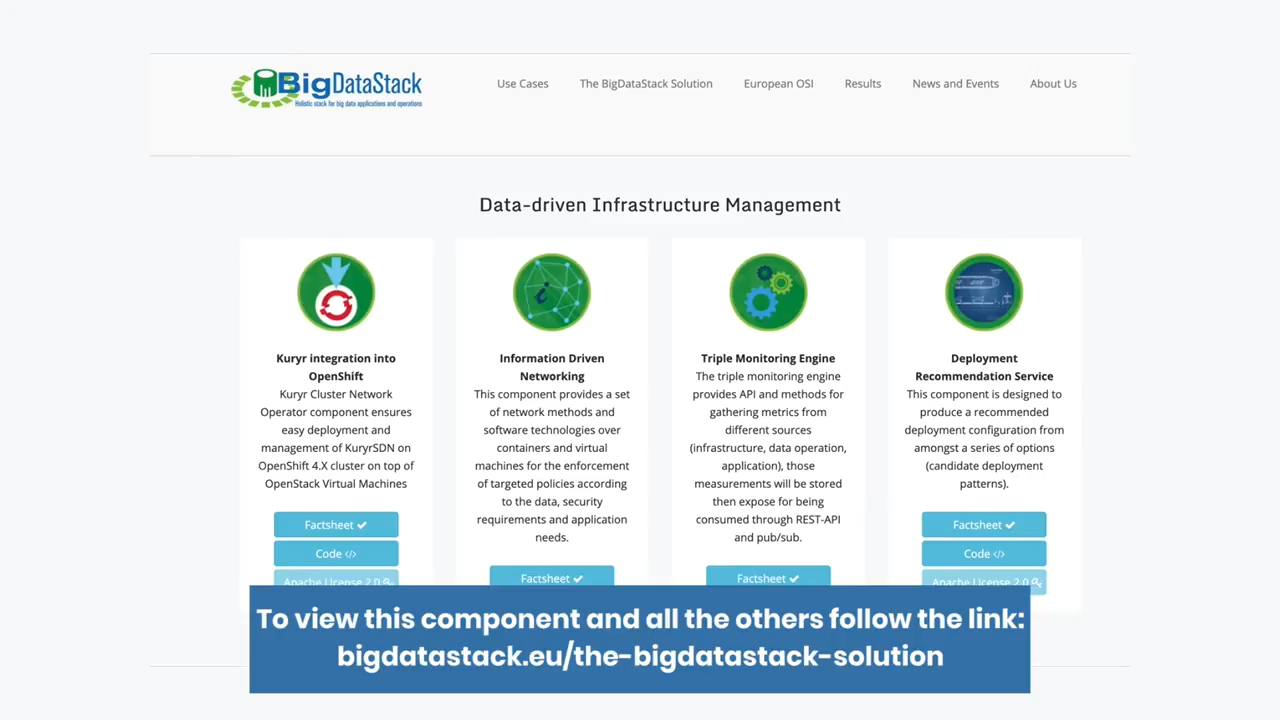 BigDataStack
Holistic stack for big data applications and operations
Use Cases
The BigDataStack Solution
European OSI
Results
News and Events
About Us
Data-driven Infrastructure Management
Kuryr integration into
OpenShift
Kuryr Cluster Network
Operator component ensures
easy deployment and
management of KuryrSDN on
OpenShift 4.X cluster on top of
OpenStack Virtual Machines
Factsheet
Code </>
Apache License 2.0
Information Driven
Networking
This component provides a set
of network methods and
software technologies over
containers and virtual
machines for the enforcement
of targeted policies according
to the data, security
requirements and application
needs.
Factsheet
Triple Monitoring Engine
The triple monitoring engine
provides API and methods for
gathering metrics from
different sources
(infrastructure, data operation,
application), those
measurements will be stored
then expose for being
consumed through REST-API
and pub/sub.
Factsheet
Deployment
Recommendation Service
This component is designed to
produce a recommended
deployment configuration from
amongst a series of options
(candidate deployment
patterns).
Factsheet
Code </>
Apache License 2.0
To view this component and all the others follow the link:
bigdatastack.eu/the-bigdatastack-solution